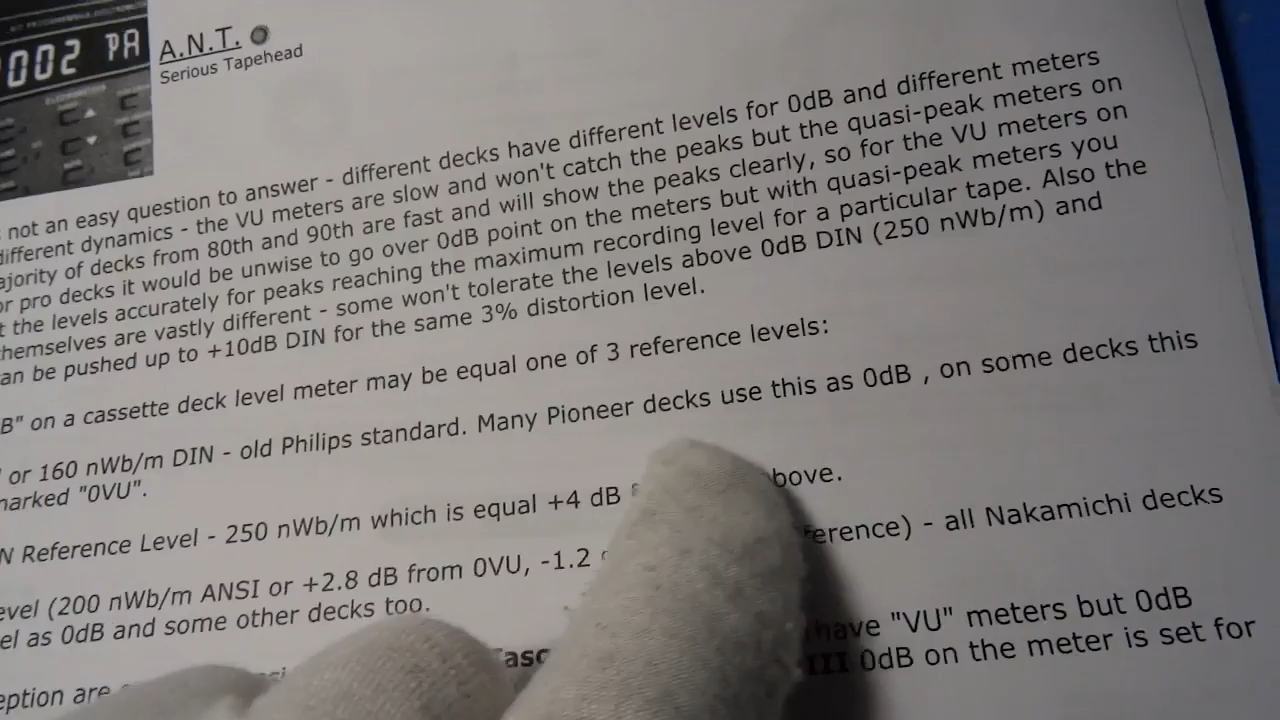 002 PA
A.N.T.
Serious Tapehead
not an easy question to answer - different decks have different levels for 0dB and different meters
different dynamics - the VU meters are slow and won't catch the peaks but the quasi-peak meters on
ajority of decks from 80th and 90th are fast and will show the peaks clearly, so for the VU meters on
or pro decks it would be unwise to go over 0dB point on the meters but with quasi-peak meters you
t the levels accurately for peaks reaching the maximum recording level for a particular tape. Also the
hemselves are vastly different - some won't tolerate the levels above 0dB DIN (250 nWb/m) and
an be pushed up to +10dB DIN for the same 3% distortion level.
B" on a cassette deck level meter may be equal one of 3 reference levels:
or 160 nWb/m DIN - old Philips standard. Many Pioneer decks use this as 0dB , on some decks this
marked "0VU".
N Reference Level - 250 nWb/m which is equal +4 dB bove.
evel (200 nWb/m ANSI or +2.8 dB from 0VU, -1.2 erence) - all Nakamichi decks
el as 0dB and some other decks too.
eption are Tasc have "VU" meters but 0dB
III 0dB on the meter is set for